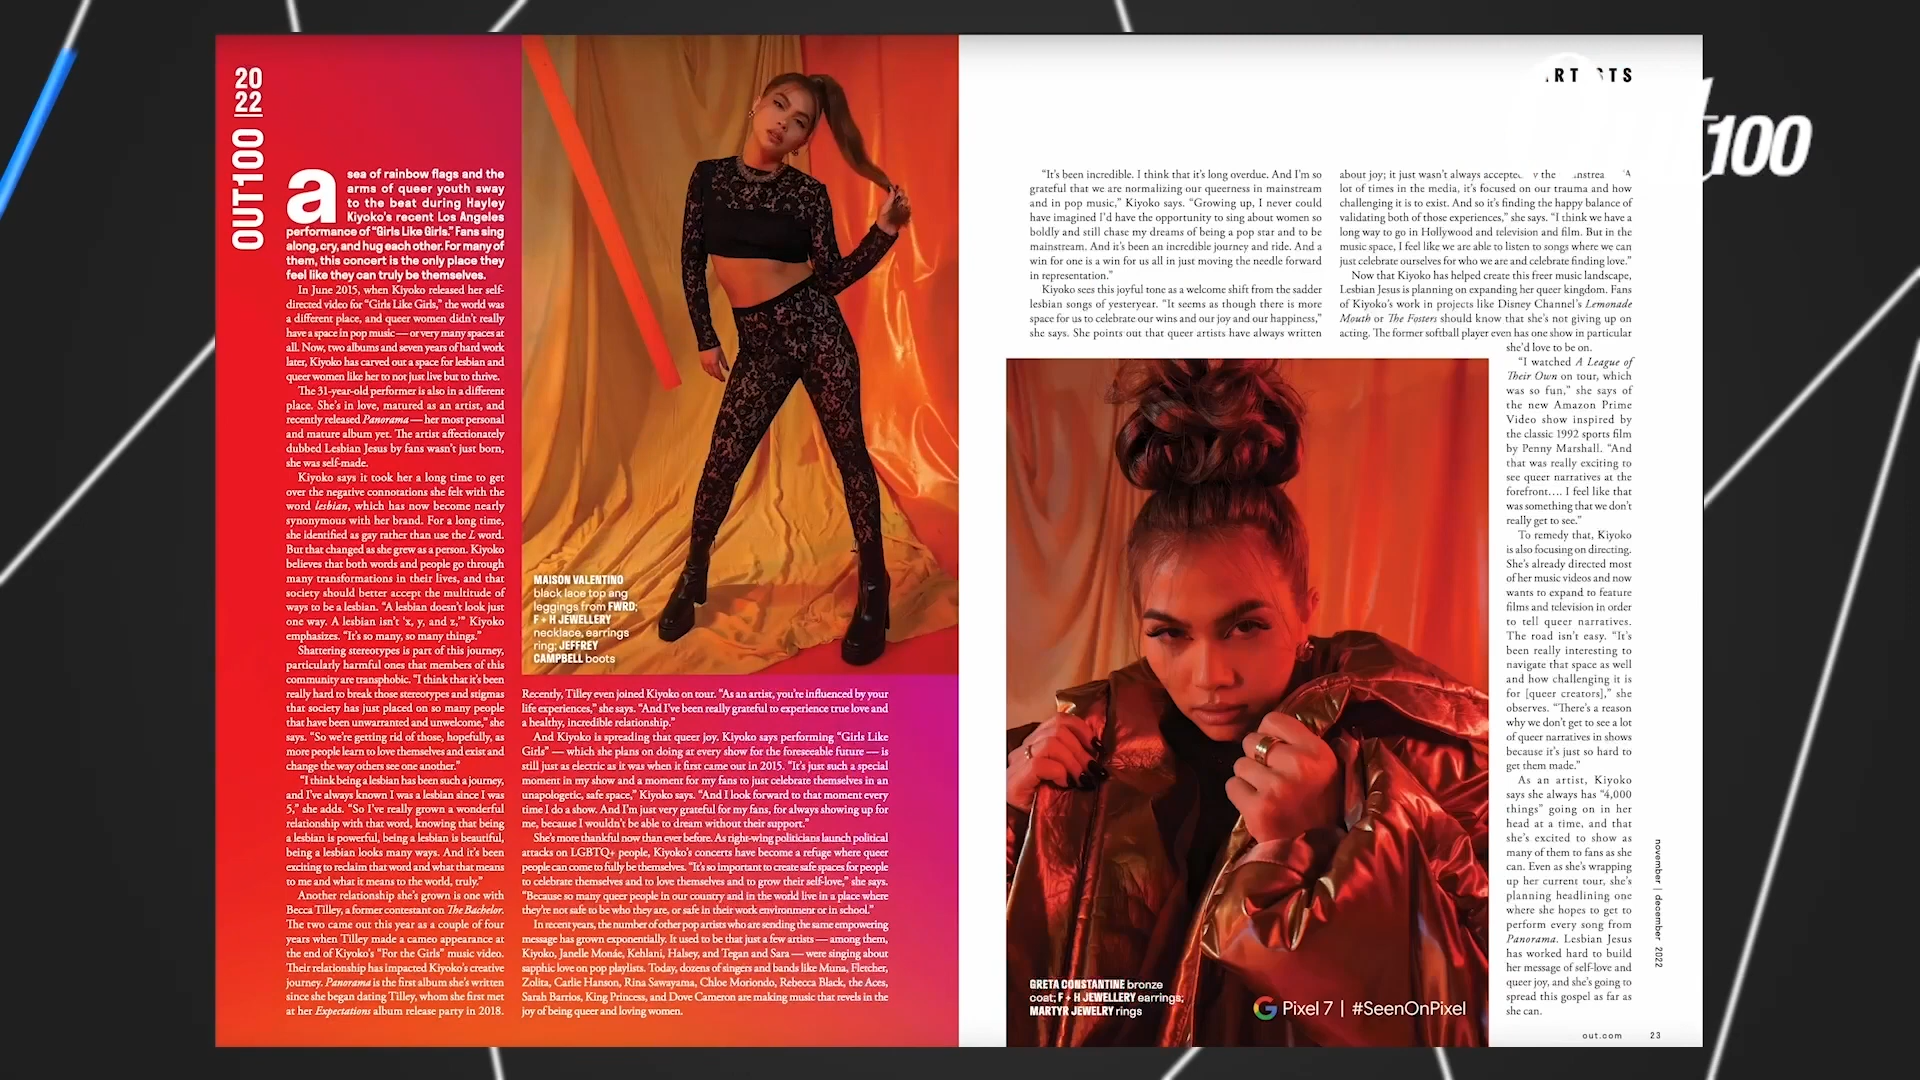 20
22
OUT100
a sea of rainbow flags and the
arms of queer youth sway
to the beat during Hayley
Kiyoko's recent Los Angeles
performance of "Girls Like Girls." Fans sing
along, cry, and hug each other. For many of
them, this concert is the only place they
feel like they can truly be themselves.
In June 2015, when Kiyoko released her self-
directed video for "Girls Like Girls," the world was
a different place, and queer women didn't really
have a space in pop music — or very many spaces at
all. Now, two albums and seven years of hard work
later, Kiyoko has carved out a space for lesbian and
queer women like her to not just live but to thrive.
The 31-year-old performer is also in a different
place. She's in love, matured as an artist, and
recently released Panorama — her most personal
and mature album yet. The artist affectionately
dubbed Lesbian Jesus by fans wasn't just born,
she was self-made.
Kiyoko says it took her a long time to get
over the negative connotations she felt with the
word lesbian, which has now become nearly
synonymous with her brand. For a long time,
she identified as gay rather than use the L word.
But that changed as she grew as a person. Kiyoko
believes that both words and people go through
many transformations in their lives, and that
society should better accept the multitude of
ways to be a lesbian. "A lesbian doesn't look just
one way. A lesbian isn't 'x, y, and z,'" Kiyoko
emphasizes. "It's so many, so many things."
Shattering stereotypes is part of this journey,
particularly harmful ones that members of this
community are transphobic. "I think that it's been
really hard to break those stereotypes and stigmas
that society has just placed on so many people
that have been unwarranted and unwelcome," she
says. "So we're getting rid of those, hopefully, as
more people learn to love themselves and exist and
change the way others see one another."
"I think being a lesbian has been such a journey,
and I've always known I was a lesbian since I was
5," she adds. "So I've really grown a wonderful
relationship with that word, knowing that being
a lesbian is powerful, being a lesbian is beautiful,
being a lesbian looks many ways. And it's been
exciting to reclaim that word and what that means
to me and what it means to the world, truly."
Another relationship she's grown is one with
Becca Tilley, a former contestant on The Bachelor.
The two came out this year as a couple of four
years when Tilley made a cameo appearance at
the end of Kiyoko's "For the Girls" music video.
Their relationship has impacted Kiyoko's creative
journey. Panorama is the first album she's written
since she began dating Tilley, whom she first met
at her Expectations album release party in 2018.
MAISON VALENTINO
black lace top ang
leggings from FWRD;
F + H JEWELLERY
necklace, earrings
ring; JEFFREY
CAMPBELL boots
Recently, Tilley even joined Kiyoko on tour. "As an artist, you're influenced by your
life experiences," she says. "And I've been really grateful to experience true love and
a healthy, incredible relationship."
And Kiyoko is spreading that queer joy. Kiyoko says performing "Girls Like
Girls" — which she plans on doing at every show for the foreseeable future — is
still just as electric as it was when it first came out in 2015. "It's just such a special
moment in my show and a moment for my fans to just celebrate themselves in an
unapologetic, safe space," Kiyoko says. "And I look forward to that moment every
time I do a show. And I'm just very grateful for my fans, for always showing up for
me, because I wouldn't be able to dream without their support."
She's more thankful now than ever before. As right-wing politicians launch political
attacks on LGBTQ+ people, Kiyoko's concerts have become a refuge where queer
people can come to fully be themselves. "It's so important to create safe spaces for people
to celebrate themselves and to love themselves and to grow their self-love," she says.
"Because so many queer people in our country and in the world live in a place where
they're not safe to be who they are, or safe in their work environment or in school."
In recent years, the number of other pop artists who are sending the same empowering
message has grown exponentially. It used to be that just a few artists — among them,
Kiyoko, Janelle Monáe, Kehlani, Halsey, and Tegan and Sara — were singing about
sapphic love on pop playlists. Today, dozens of singers and bands like Muna, Fletcher,
Zolita, Carlie Hanson, Rina Sawayama, Chloe Moriondo, Rebecca Black, the Aces,
Sarah Barrios, King Princess, and Dove Cameron are making music that revels in the
joy of being queer and loving women.
"It's been incredible. I think that it's long overdue. And I'm so
grateful that we are normalizing our queerness in mainstream
and in pop music," Kiyoko says. "Growing up, I never could
have imagined I'd have the opportunity to sing about women so
boldly and still chase my dreams of being a pop star and to be
mainstream. And it's been an incredible journey and ride. And a
win for one is a win for us all in just moving the needle forward
in representation."
Kiyoko sees this joyful tone as a welcome shift from the sadder
lesbian songs of yesteryear. "It seems as though there is more
space for us to celebrate our wins and our joy and our happiness,"
she says. She points out that queer artists have always written
about joy; it just wasn't always accepted the
lot of times in the media, it's focused on our trauma and how
challenging it is to exist. And so it's finding the happy balance of
validating both of those experiences," she says. "I think we have a
long way to go in Hollywood and television and film. But in the
music space, I feel like we are able to listen to songs where we can
just celebrate ourselves for who we are and celebrate finding love."
Now that Kiyoko has helped create this freer music landscape,
Lesbian Jesus is planning on expanding her queer kingdom. Fans
of Kiyoko's work in projects like Disney Channel's Lemonade
Mouth or The Fosters should know that she's not giving up on
acting. The former softball player even has one show in particular
she'd love to be on.
"I watched A League of
Their Own on tour, which
was so fun," she says of
the new Amazon Prime
Video show inspired by
the classic 1992 sports film
by Penny Marshall. "And
that was really exciting to
see queer narratives at the
forefront…. I feel like that
was something that we don't
really get to see."
To remedy that, Kiyoko
is also focusing on directing.
She's already directed most
of her music videos and now
wants to expand to feature
films and television in order
to tell queer narratives.
The road isn't easy. "It's
been really interesting to
navigate that space as well
and how challenging it is
for [queer creators]," she
observes. "There's a reason
why we don't get to see a lot
of queer narratives in shows
because it's just so hard to
get them made."
As an artist, Kiyoko
says she always has "4,000
things" going on in her
head at a time, and that
she's excited to show as
many of them to fans as she
can. Even as she's wrapping
up her current tour, she's
planning headlining one
where she hopes to get to
perform every song from
Panorama. Lesbian Jesus
has worked hard to build
her message of self-love and
queer joy, and she's going to
spread this gospel as far as
she can.
GRETA CONSTANTINE bronze
coat; F + H JEWELLERY earrings;
MARTYR JEWELRY rings
G Pixel 7 | #SeenOnPixel
november | december 2022
out.com 23
100